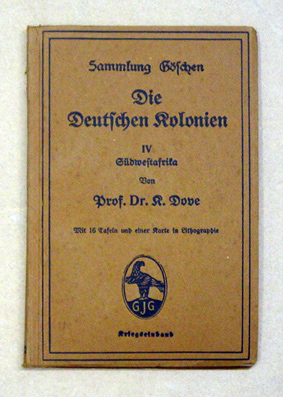 Sammlung Göschen
Die
Deutschen Kolonien
IV
Südwestafrika
Von
Prof. Dr. K. Dove
Mit 16 Tafeln und einer Karte in Lithographie
GJG
Kriegseinband